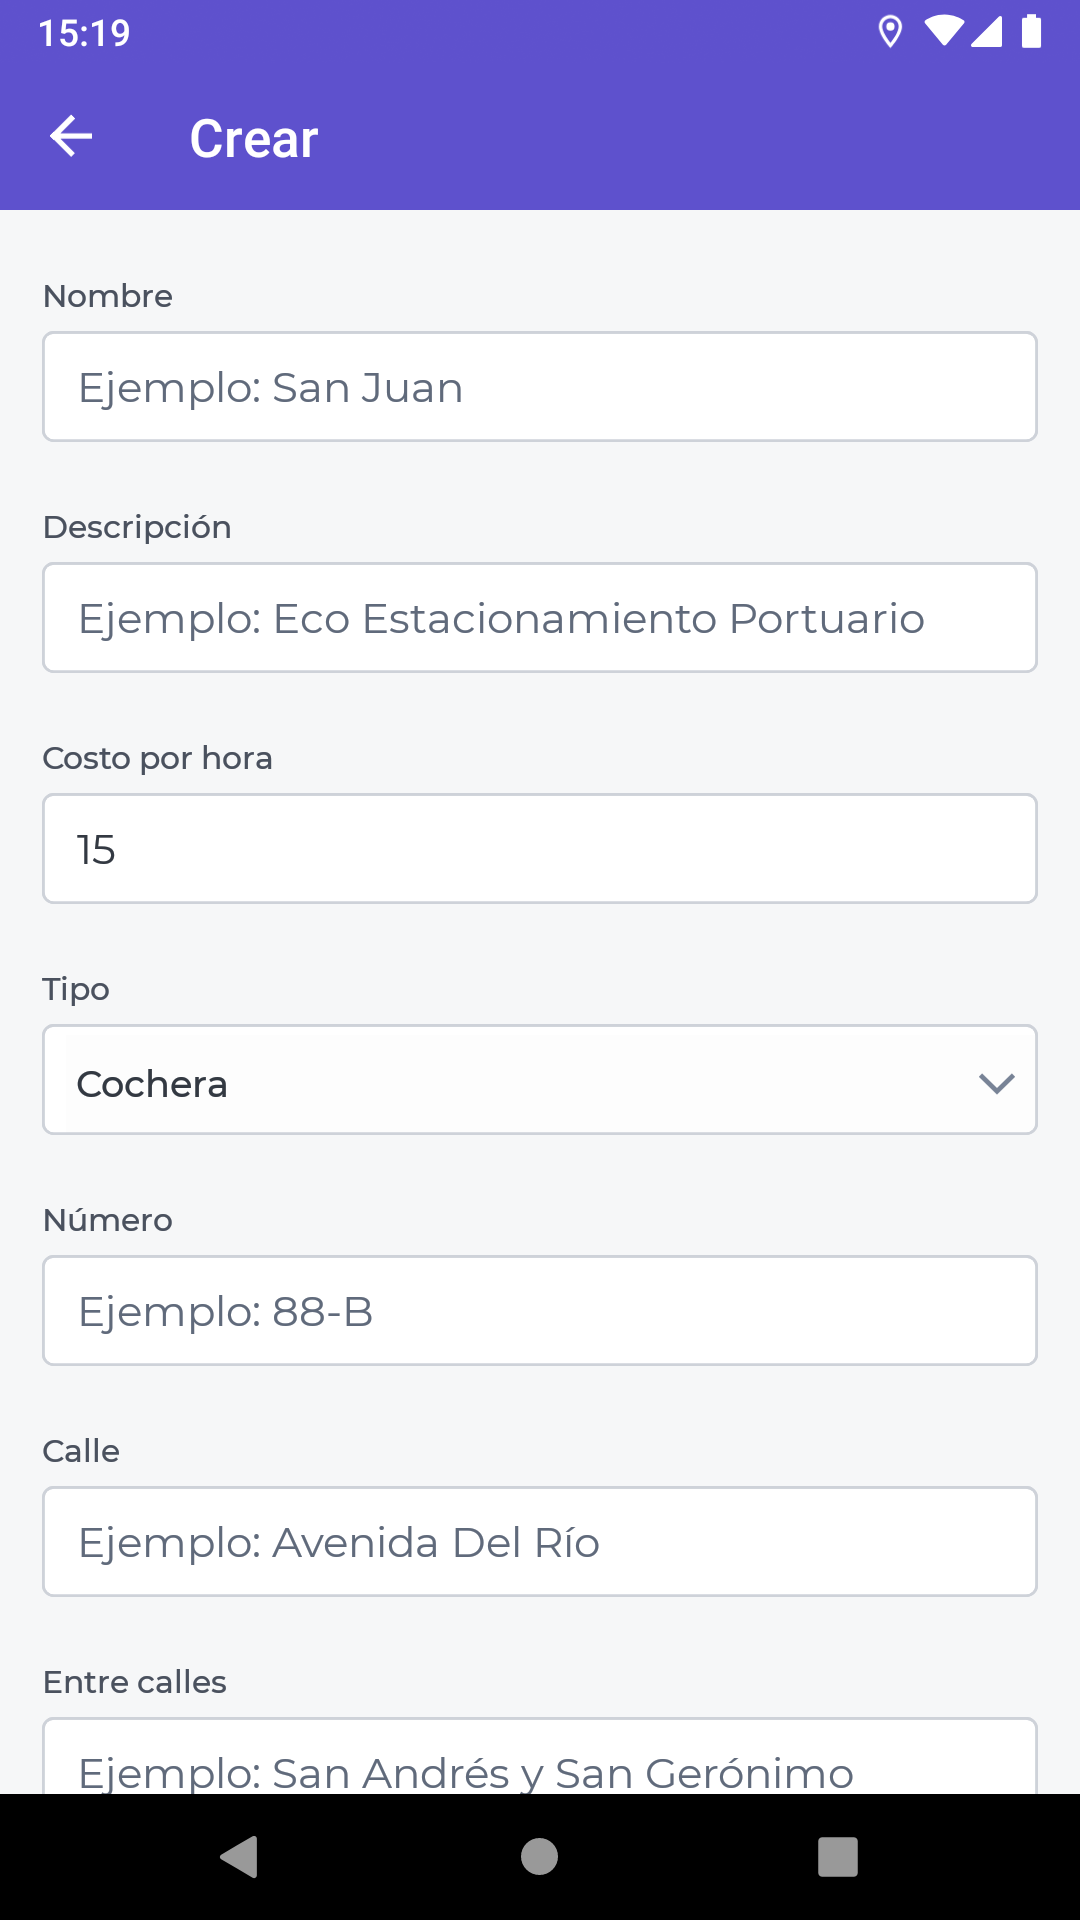 15:19
Crear
Nombre
Ejemplo: San Juan
Descripción
Ejemplo: Eco Estacionamiento Portuario
Costo por hora
15
Tipo
Cochera
Número
Ejemplo: 88-B
Calle
Ejemplo: Avenida Del Río
Entre calles
Ejemplo: San Andrés y San Gerónimo